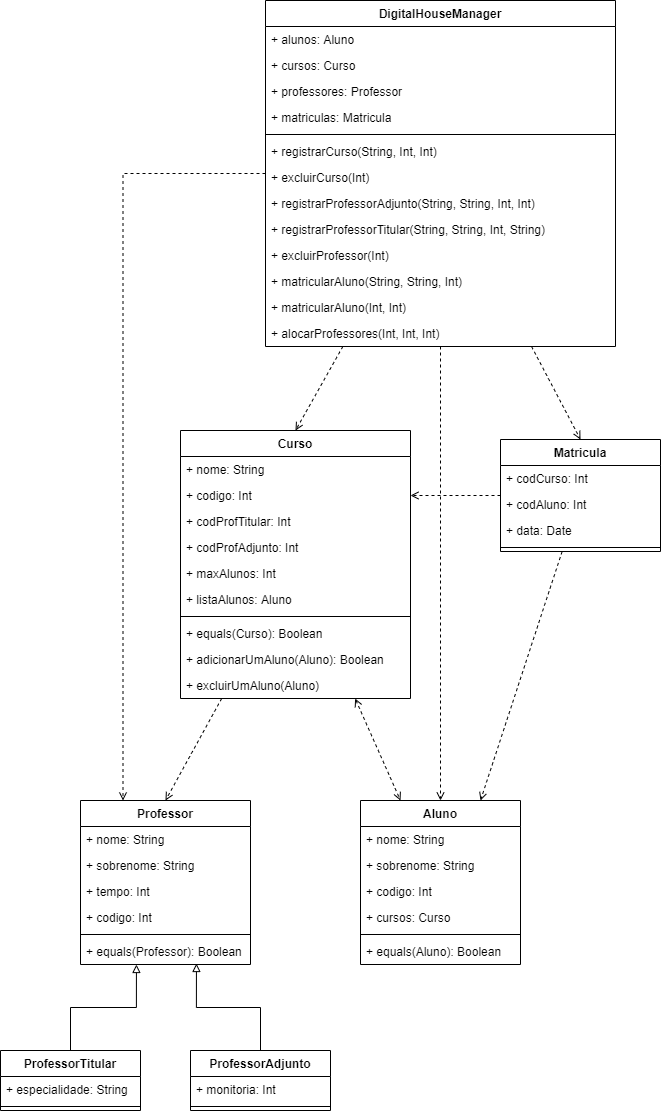 DigitalHouseManager
+ alunos: Aluno
+ cursos: Curso
+ professores: Professor
+ matriculas: Matricula
+ registrarCurso(String, Int, Int)
+ excluirCurso(Int)
+ registrarProfessorAdjunto(String, String, Int, Int)
+ registrarProfessorTitular(String, String, Int, String)
+ excluirProfessor(Int)
+ matricularAluno(String, String, Int)
+ matricularAluno(Int, Int)
+ alocarProfessores(Int, Int, Int)
Curso
+ nome: String
+ codigo: Int
+ codProfTitular: Int
+ codProfAdjunto: Int
+ maxAlunos: Int
+ listaAlunos: Aluno
+ equals(Curso): Boolean
+ adicionarUmAluno(Aluno): Boolean
+ excluirUmAluno(Aluno)
Matricula
+ codCurso: Int
+ codAluno: Int
+ data: Date
Professor
+ nome: String
+ sobrenome: String
+ tempo: Int
+ codigo: Int
+ equals(Professor): Boolean
Aluno
+ nome: String
+ sobrenome: String
+ codigo: Int
+ cursos: Curso
+ equals(Aluno): Boolean
ProfessorTitular
+ especialidade: String
ProfessorAdjunto
+ monitoria: Int